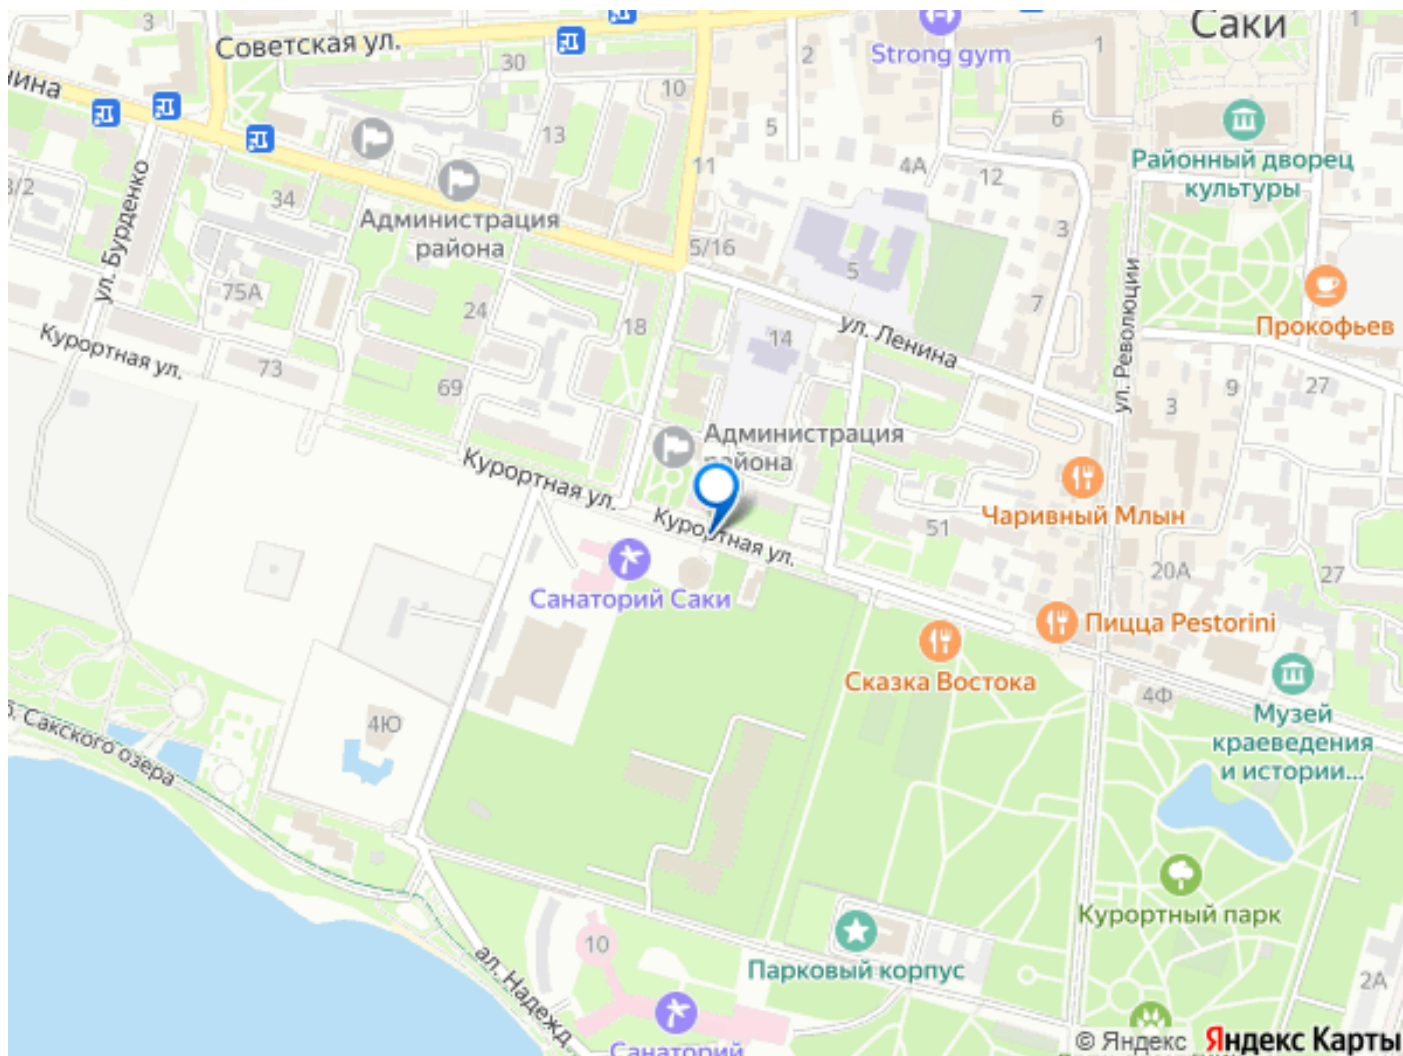 Саки
1
3
Советская ул.
30
Strong gym
2
1
нина
10
5
6
13
Районный дворец
культуры
3/2
ул. Бурденко
34
11
4А
12
Администрация
района
5/16
3
5
75А
24
18
14
7
ул. Ленина
ул. Революции
Прокофьев
Курортная ул.
73
69
9
27
3
Администрация
района
Курортная ул.
Курортная ул.
51
Чаривный Млын
20А
27
Санаторий Саки
Пицца Pestorini
Сказка Востока
4Ф
Музей
краеведения
и истории...
4Ю
б. Сакского озера
Курортный парк
10
Парковый корпус
ал. Надежд
2А
Санаторий
© Яндекс Яндекс Карты